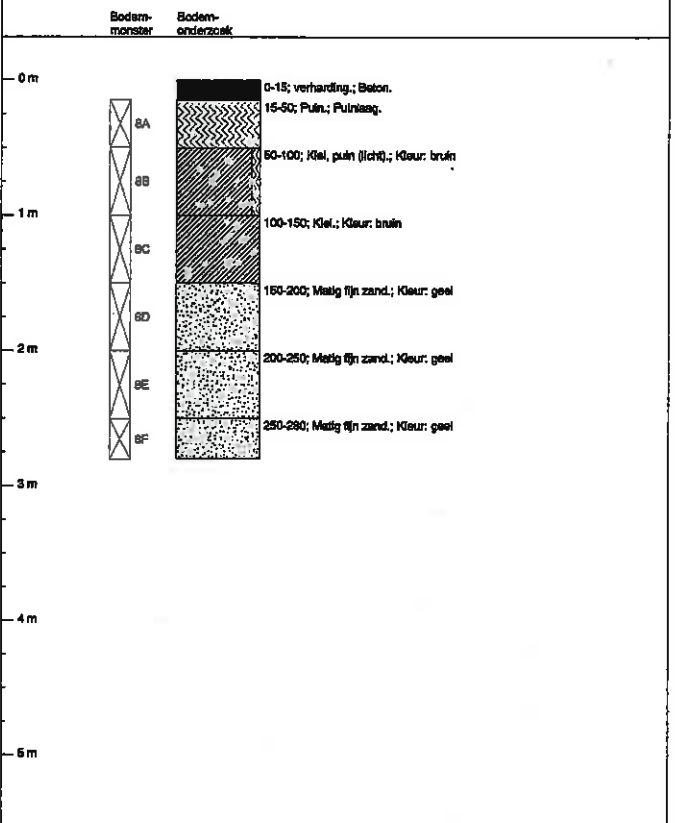 Bodem- Bodem-
monster onderzoek
0 m
0-15; verharding.; Beton.
15-50; Puin.; Puinlaag.
8A
50-100; Klei, puin (licht).; Kleur: bruin
8B
1 m
100-150; Klei.; Kleur: bruin
8C
150-200; Matig fijn zand.; Kleur: geel
8D
2 m
200-250; Matig fijn zand.; Kleur: geel
8E
250-280; Matig fijn zand.; Kleur: geel
8F
3 m
4 m
5 m